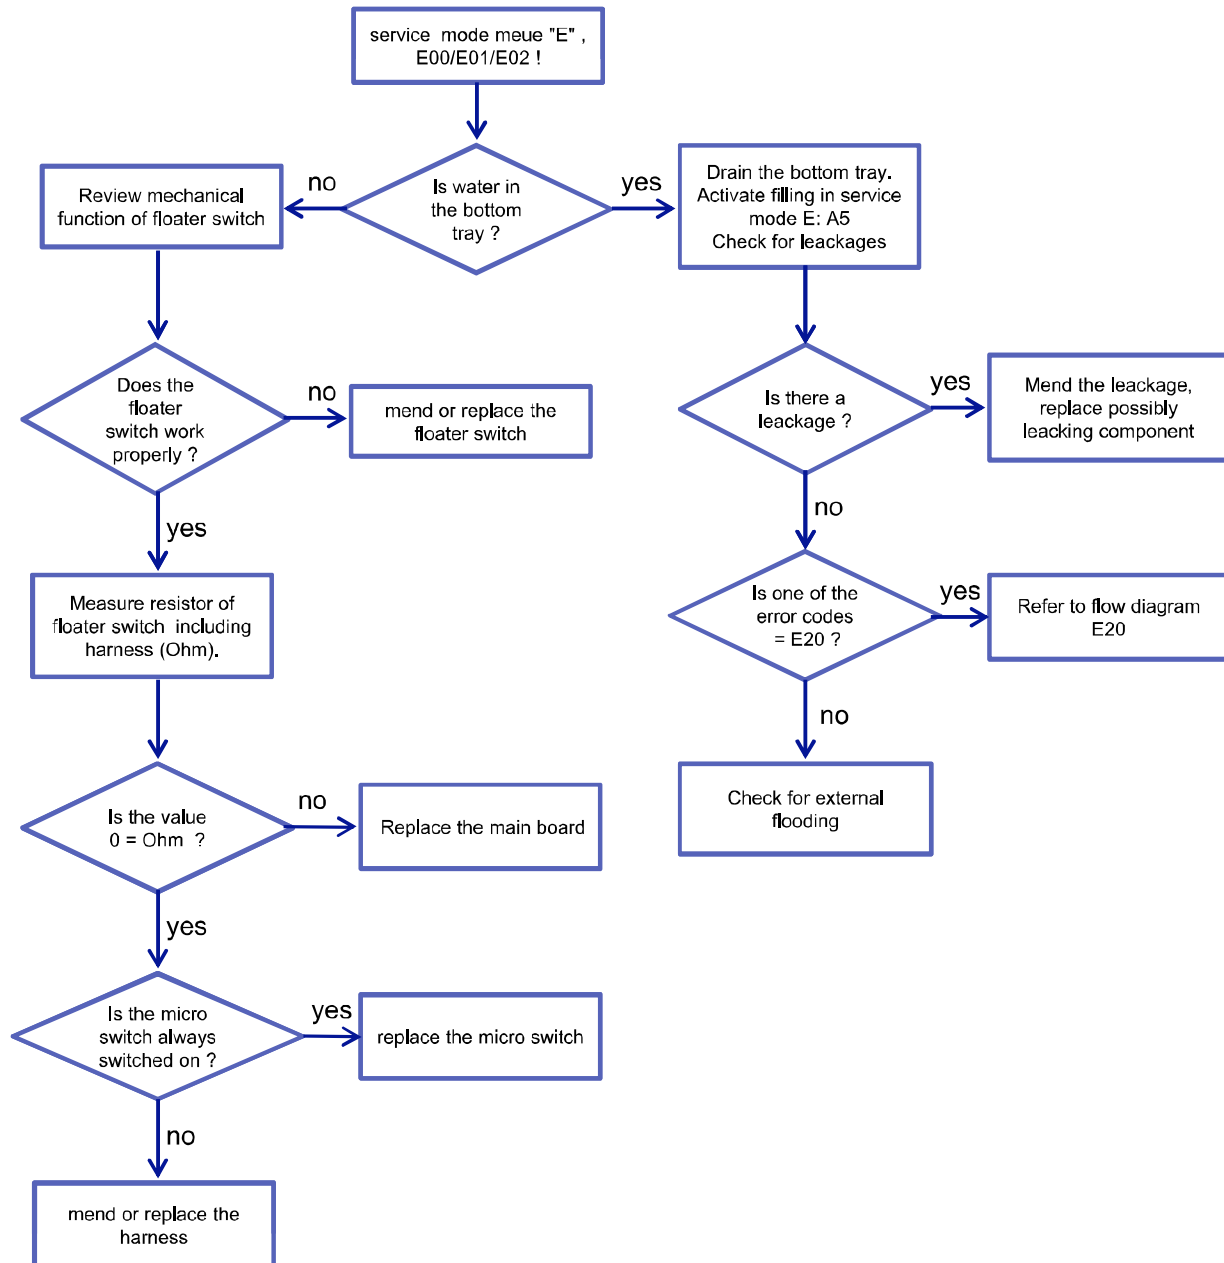 service mode meue "E" ,
E00/E01/E02 !
Is water in
the bottom
tray ?
no
yes
Review mechanical
function of floater switch
Drain the bottom tray.
Activate filling in service
mode E: A5
Check for leackages
Does the
floater
switch work
properly ?
no
mend or replace the
floater switch
yes
Measure resistor of
floater switch including
harness (Ohm).
Is the value
0 = Ohm ?
no
Replace the main board
yes
Is the micro
switch always
switched on ?
yes
replace the micro switch
no
mend or replace the
harness
Is there a
leackage ?
yes
Mend the leackage,
replace possibly
leacking component
no
Is one of the
error codes
= E20 ?
yes
Refer to flow diagram
E20
no
Check for external
flooding